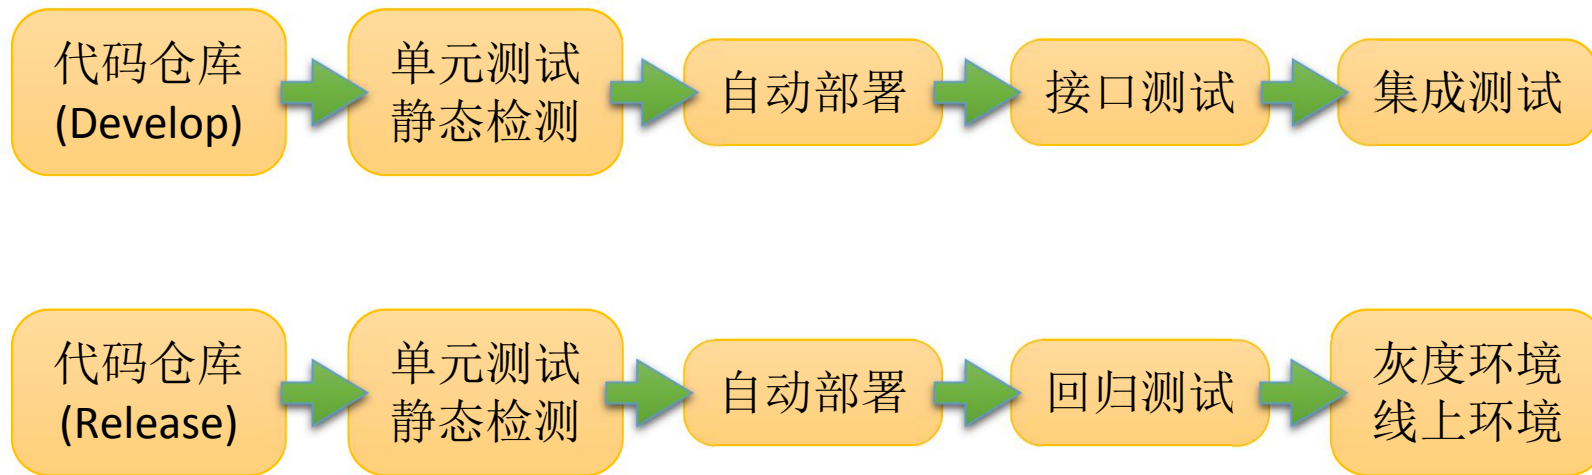 代码仓库
(Develop)
单元测试
静态检测
自动部署
接口测试
集成测试
代码仓库
(Release)
单元测试
静态检测
自动部署
回归测试
灰度环境
线上环境